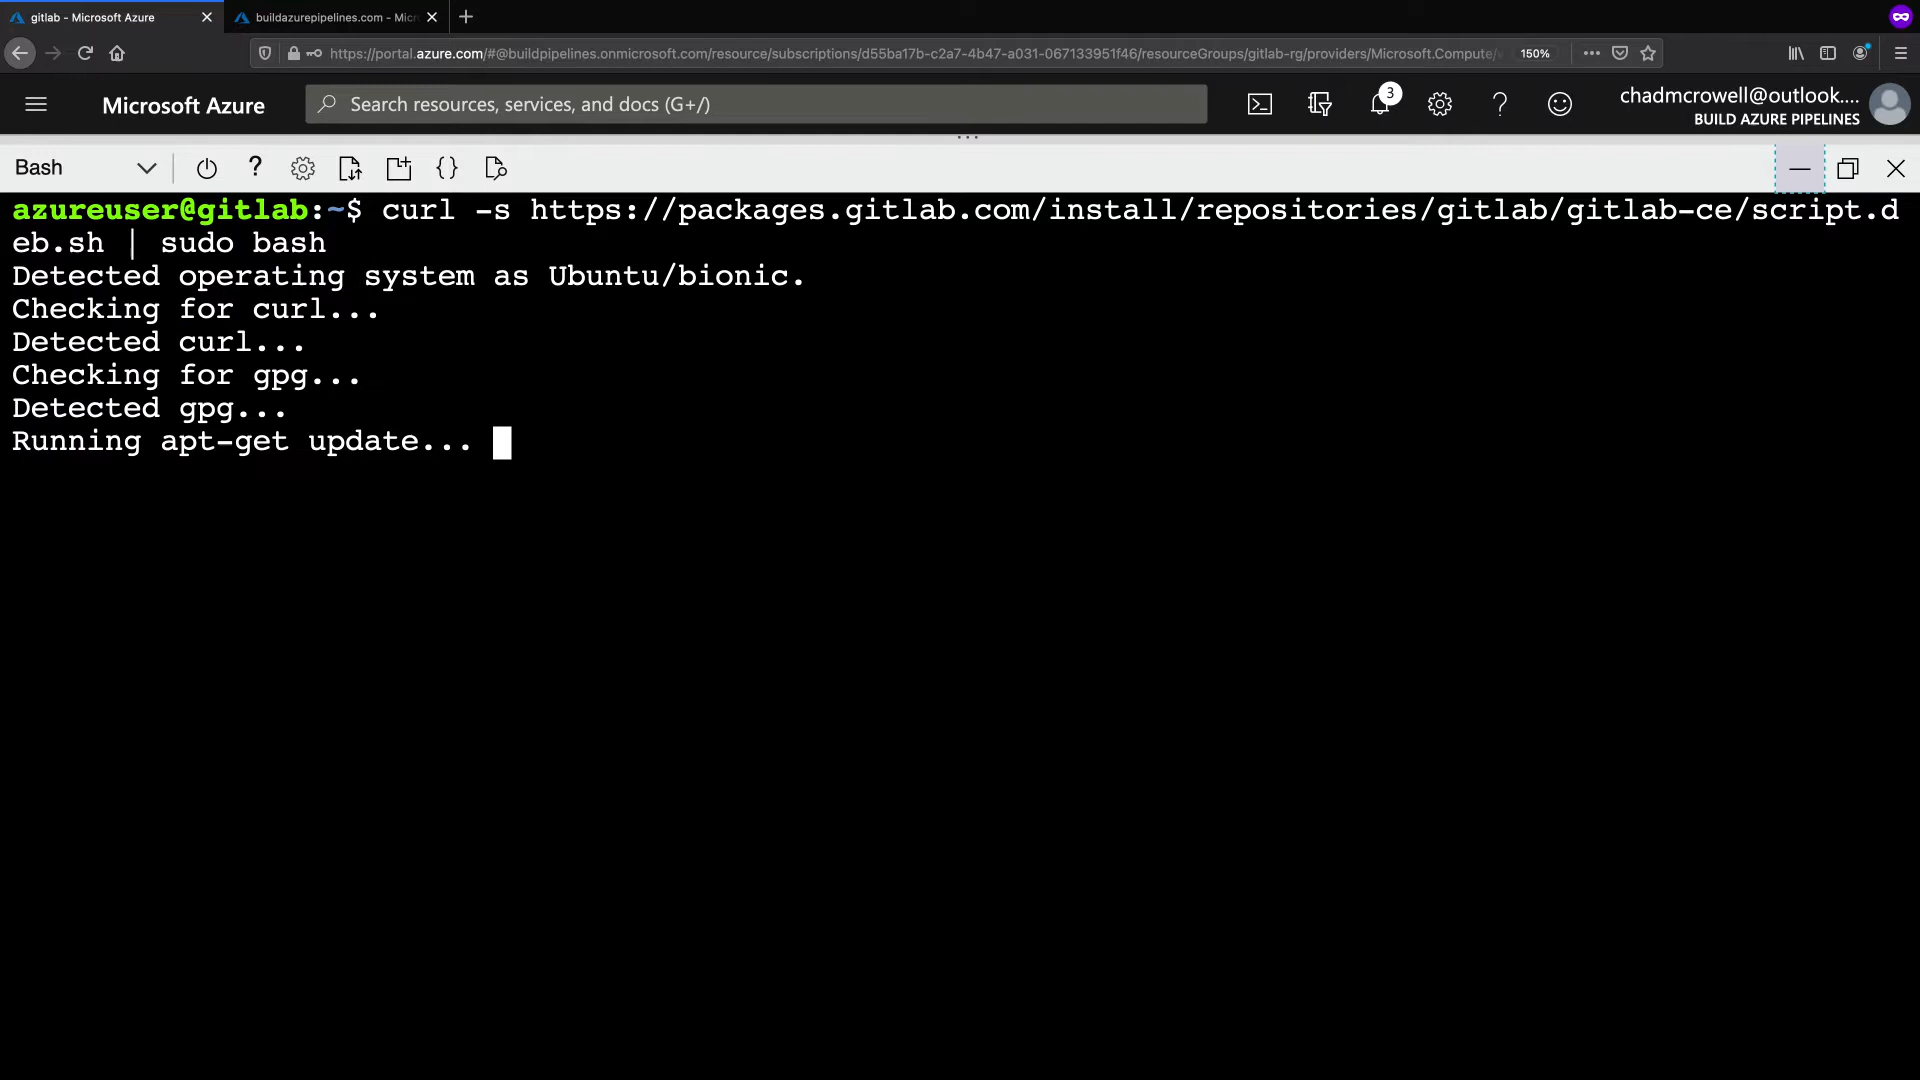 gitlab - Microsoft Azure
buildazurepipelines.com - Micr
https://portal.azure.com/#@buildpipelines.onmicrosoft.com/resource/subscriptions/d55ba17b-c2a7-4b47-a031-067133951f46/resourceGroups/gitlab-rg/providers/Microsoft.Compute/
150%
Microsoft Azure
Search resources, services, and docs (G+/)
3
chadmcrowell@outlook....
BUILD AZURE PIPELINES
Bash
azureuser@gitlab:~$ curl -s https://packages.gitlab.com/install/repositories/gitlab/gitlab-ce/script.d
eb.sh | sudo bash
Detected operating system as Ubuntu/bionic.
Checking for curl...
Detected curl...
Checking for gpg...
Detected gpg...
Running apt-get update...